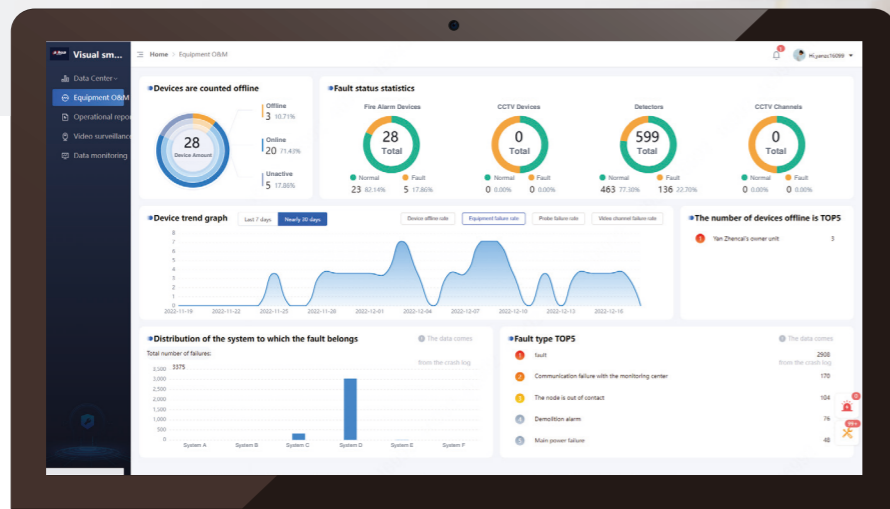 Visual sm...
Home > Equipment O&M
Hi,yanzc16099
Data Center
Equipment O&M
Operational repor
Video surveillance
Data monitoring
Devices are counted offline
28
Device Amount
Offline
3 10.71%
Online
20 71.43%
Unactive
5 17.86%
Fault status statistics
Fire Alarm Devices
28
Total
Normal Fault
23 82.14% 5 17.86%
CCTV Devices
0
Total
Normal Fault
0 0.00% 0 0.00%
Detectors
599
Total
Normal Fault
463 77.30% 136 22.70%
CCTV Channels
0
Total
Normal Fault
0 0.00% 0 0.00%
Device trend graph
Last 7 days
Nearly 30 days
Device offline rate
Equipment failure rate
Probe failure rate
Video channel failure rate
8
7
6
5
4
3
2
1
0
2022-11-19 2022-11-22 2022-11-25 2022-11-28 2022-12-01 2022-12-04 2022-12-07 2022-12-10 2022-12-13 2022-12-16
The number of devices offline is TOP5
1 Yan Zhencai's owner unit 3
Distribution of the system to which the fault belongs
The data comes
from the crash log
Total number of failures:
3375
3,500
3,000
2,500
2,000
1,500
1,000
500
0
System A System B System C System D System E System F
Fault type TOP5
The data comes
from the crash log
1 fault 2908
2 Communication failure with the monitoring center 170
3 The node is out of contact 104
4 Demolition alarm 76
5 Main power failure 48
99+